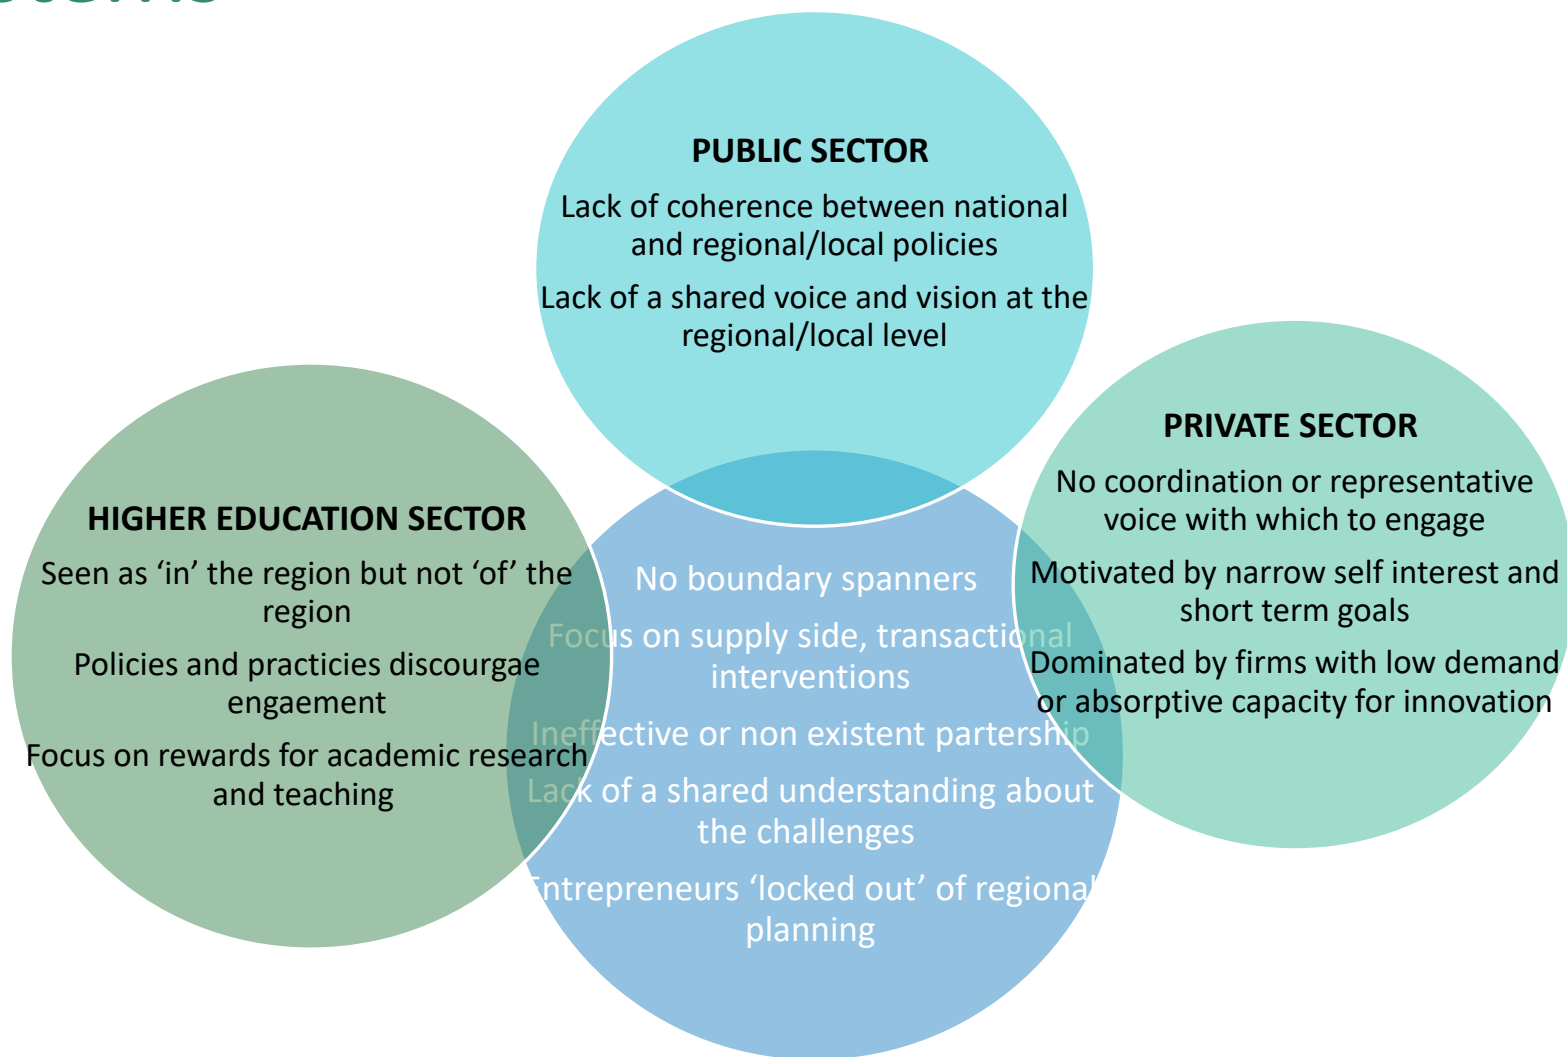 PUBLIC SECTOR
Lack of coherence between national
and regional/local policies
Lack of a shared voice and vision at the
regional/local level
HIGHER EDUCATION SECTOR
Seen as ‘in’ the region but not ‘of’ the
region
Policies and practicies discourgae
engaement
Focus on rewards for academic research
and teaching
No boundary spanners
Focus on supply side, transactional
interventions
Ineffective or non existent partership
Lack of a shared understanding about
the challenges
Entrepreneurs ‘locked out’ of regional
planning
PRIVATE SECTOR
No coordination or representative
voice with which to engage
Motivated by narrow self interest and
short term goals
Dominated by firms with low demand
or absorptive capacity for innovation